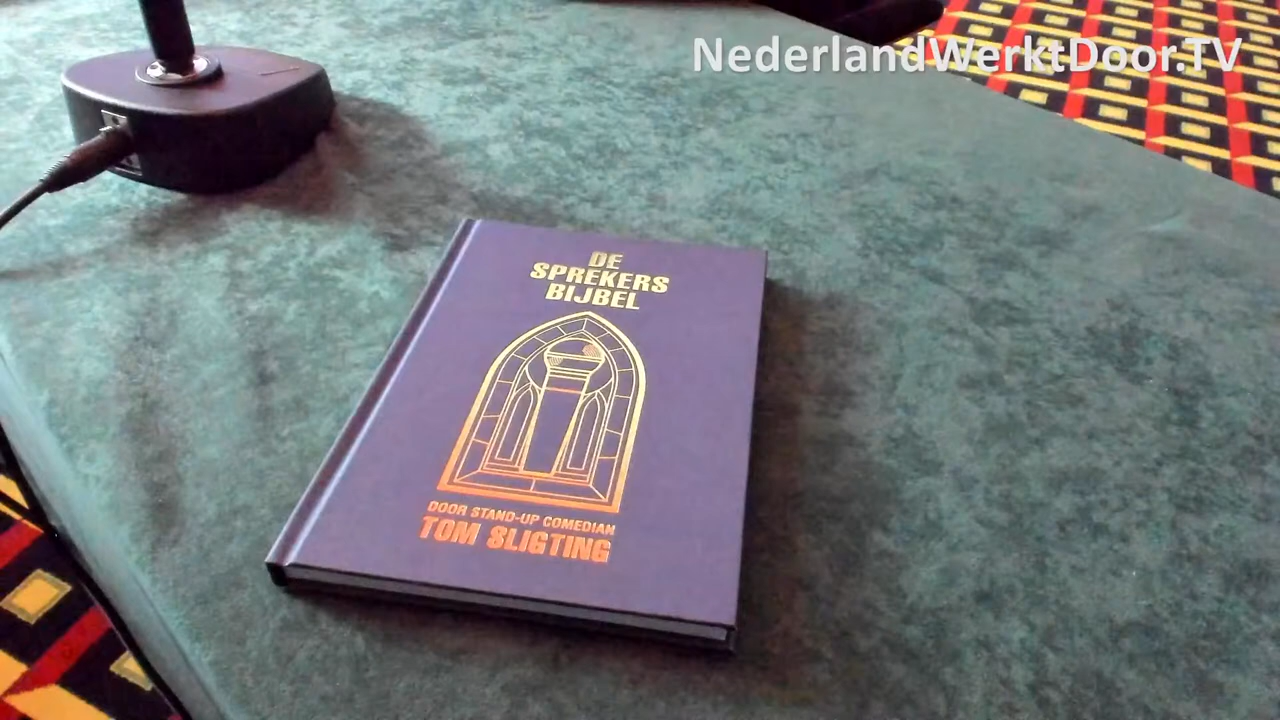 NederlandWerktDoor.TV
DE
SPREKERS
BIJBEL
DOOR STAND-UP COMEDIAN
TOM SLIGTING